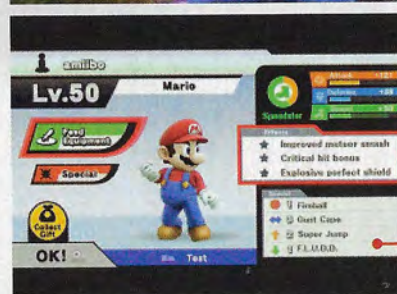 amiibo
Lv.50
Mario
Attack +121
Defense
Speedster
Feed
Equipment
Special
Effects
Improved meteor smash
Critical hit bonus
Explosive perfect shield
Special
Fireball
Gust Cape
Super Jump
F.L.U.D.D.
Collect
Gift
OK!
Test